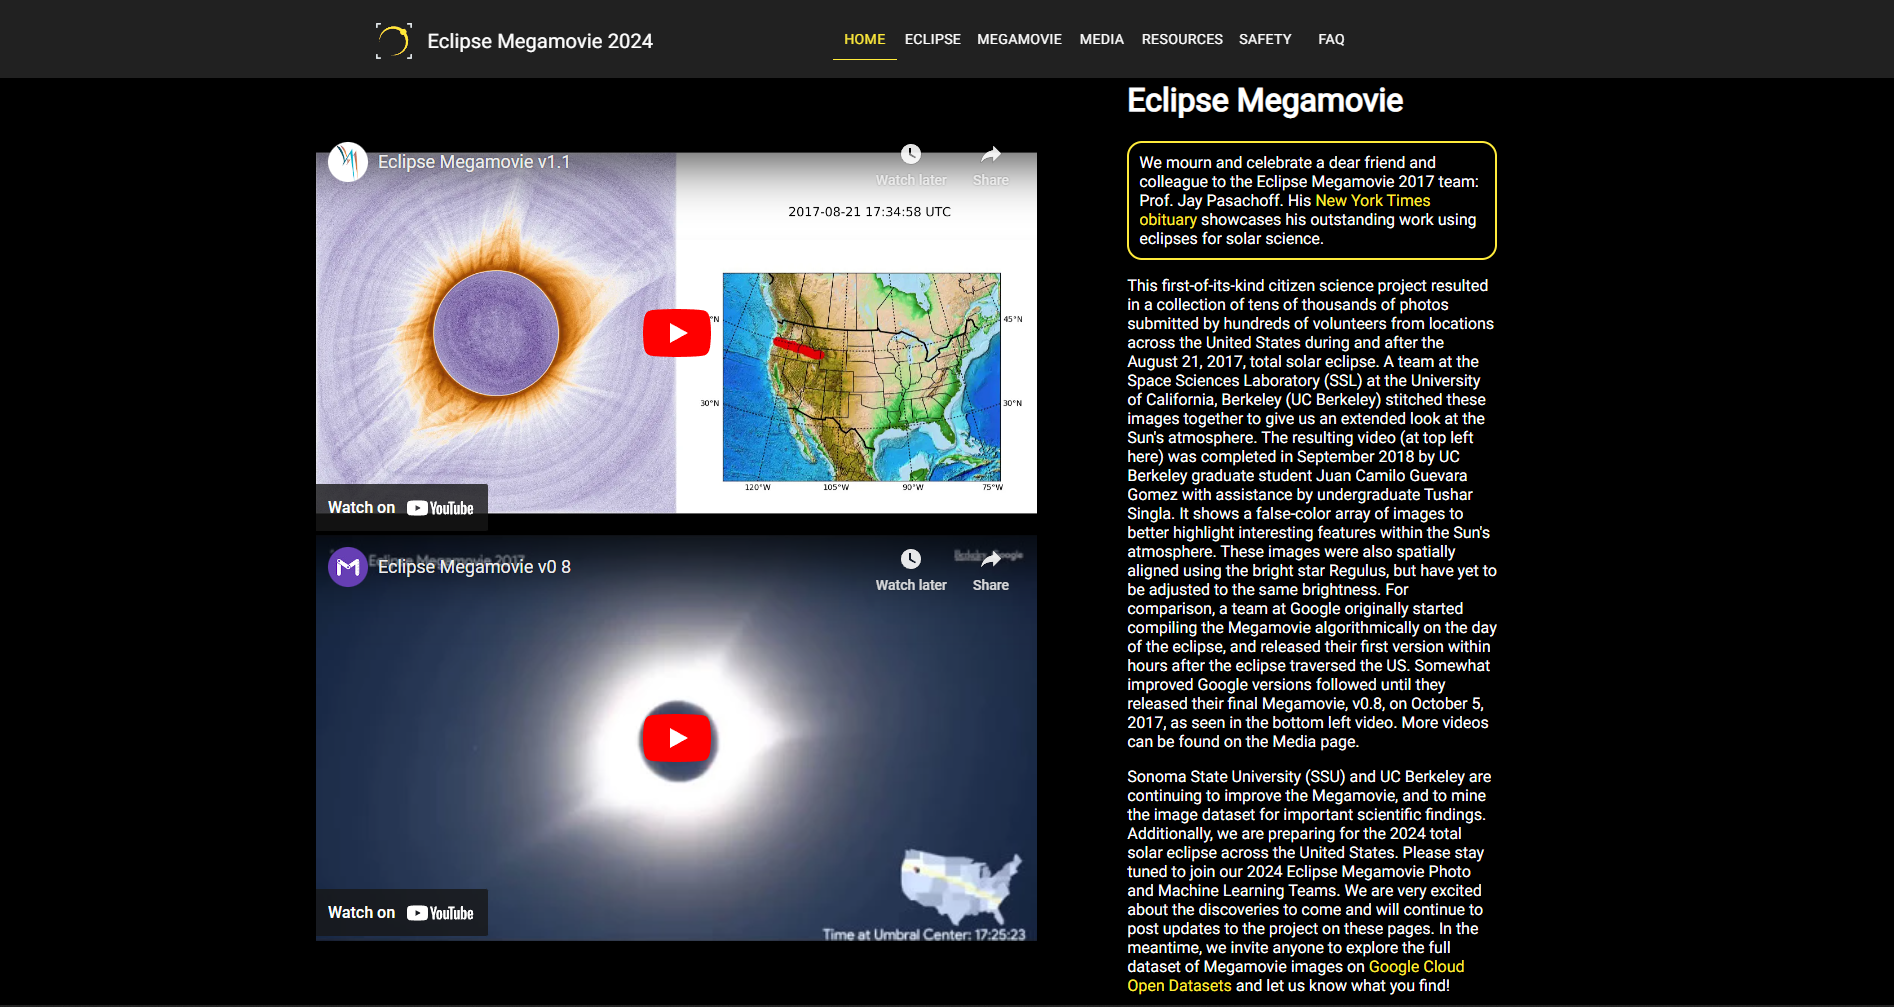 Eclipse Megamovie 2024
HOME ECLIPSE MEGAMOVIE MEDIA RESOURCES SAFETY FAQ
Eclipse Megamovie v1.1
Watch later Share
2017-08-21 17:34:58 UTC
45°N
30°N
30°N
120°W 105°W 90°W 75°W
Watch on YouTube
Eclipse Megamovie 2017
Eclipse Megamovie v0 8
Google
Watch later Share
Watch on YouTube
Time at Umbral Center: 17:25:23
Eclipse Megamovie
We mourn and celebrate a dear friend and
colleague to the Eclipse Megamovie 2017 team:
Prof. Jay Pasachoff. His New York Times
obituary showcases his outstanding work using
eclipses for solar science.
This first-of-its-kind citizen science project resulted
in a collection of tens of thousands of photos
submitted by hundreds of volunteers from locations
across the United States during and after the
August 21, 2017, total solar eclipse. A team at the
Space Sciences Laboratory (SSL) at the University
of California, Berkeley (UC Berkeley) stitched these
images together to give us an extended look at the
Sun's atmosphere. The resulting video (at top left
here) was completed in September 2018 by UC
Berkeley graduate student Juan Camilo Guevara
Gomez with assistance by undergraduate Tushar
Singla. It shows a false-color array of images to
better highlight interesting features within the Sun's
atmosphere. These images were also spatially
aligned using the bright star Regulus, but have yet to
be adjusted to the same brightness. For
comparison, a team at Google originally started
compiling the Megamovie algorithmically on the day
of the eclipse, and released their first version within
hours after the eclipse traversed the US. Somewhat
improved Google versions followed until they
released their final Megamovie, v0.8, on October 5,
2017, as seen in the bottom left video. More videos
can be found on the Media page.
Sonoma State University (SSU) and UC Berkeley are
continuing to improve the Megamovie, and to mine
the image dataset for important scientific findings.
Additionally, we are preparing for the 2024 total
solar eclipse across the United States. Please stay
tuned to join our 2024 Eclipse Megamovie Photo
and Machine Learning Teams. We are very excited
about the discoveries to come and will continue to
post updates to the project on these pages. In the
meantime, we invite anyone to explore the full
dataset of Megamovie images on Google Cloud
Open Datasets and let us know what you find!